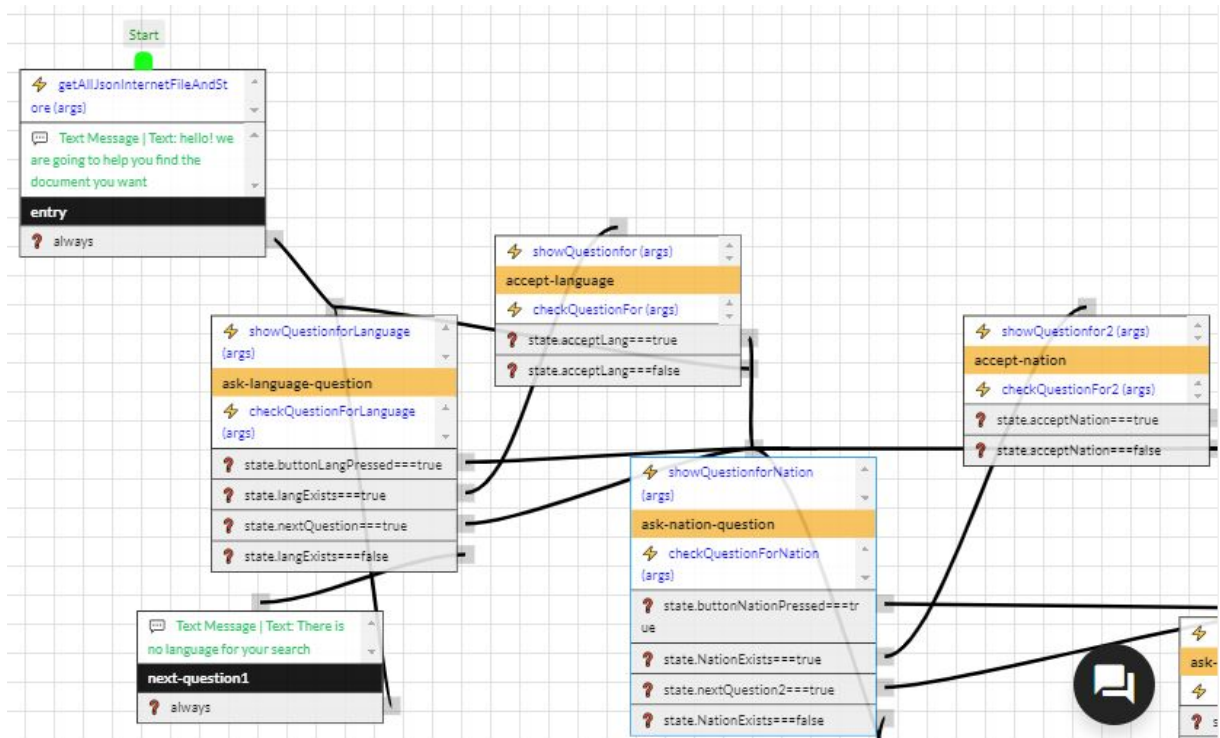 Start
getAllJsonInternetFileAndSt
ore (args)
Text Message | Text: hello! we
are going to help you find the
document you want
entry
? always
showQuestionfor (args)
accept-language
checkQuestionFor (args)
? state.acceptLang===true
? state.acceptLang===false
showQuestionforLanguage
(args)
ask-language-question
checkQuestionForLanguage
(args)
? state.buttonLangPressed===true
? state.langExists===true
? state.nextQuestion===true
? state.langExists===false
showQuestionfor2 (args)
accept-nation
checkQuestionFor2 (args)
? state.acceptNation===true
? state.acceptNation===false
showQuestionforNation
(args)
ask-nation-question
checkQuestionForNation
(args)
? state.buttonNationPressed===tr
ue
? state.NationExists===true
? state.nextQuestion2===true
? state.NationExists===false
Text Message | Text: There is
no language for your search
next-question1
? always
ask-
? s